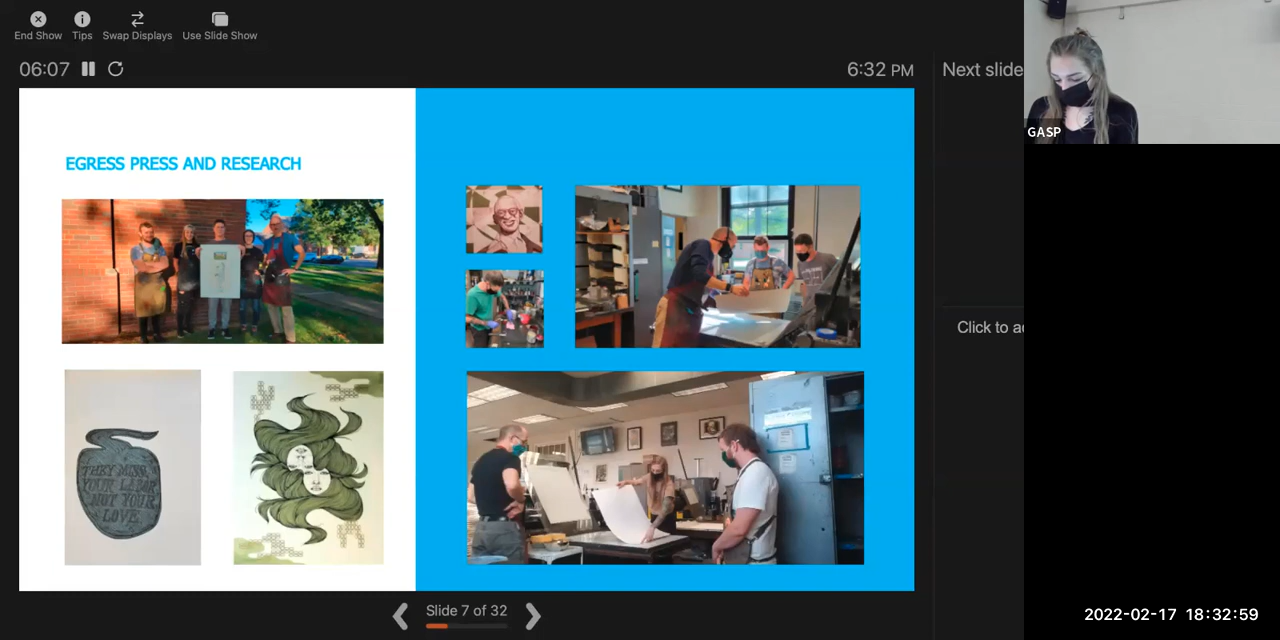 End Show
Tips
Swap Displays
Use Slide Show
06:07
6:32 PM
Next slide
GASP
EGRESS PRESS AND RESEARCH
THEY MISS
YOUR LABOR
NOT YOUR
LOVE.
Click to ad
Slide 7 of 32
2022-02-17 18:32:59